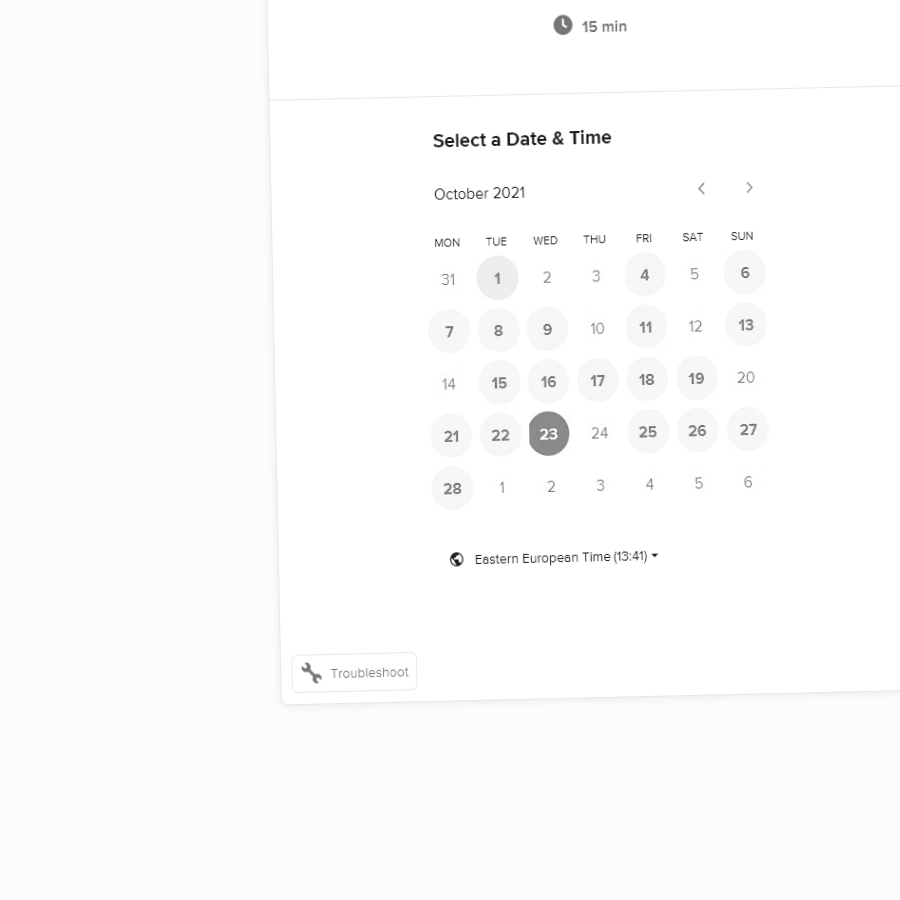 15 min
Select a Date & Time
October 2021
MON TUE WED THU FRI SAT SUN
31 1 2 3 4 5 6
7 8 9 10 11 12 13
14 15 16 17 18 19 20
21 22 23 24 25 26 27
28 1 2 3 4 5 6
Eastern European Time (13:41)
Troubleshoot